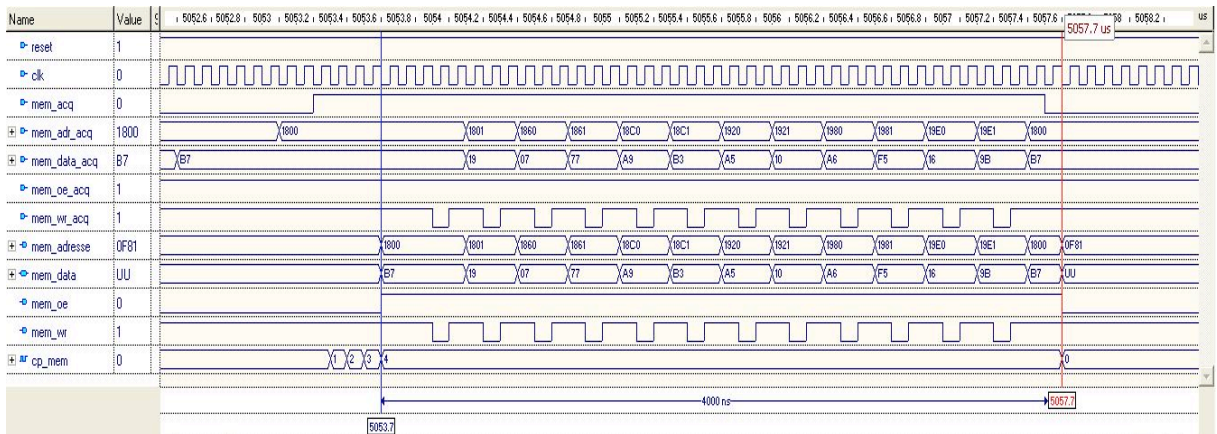 Name Value S 5052.6 5052.8 5053 5053.2 5053.4 5053.6 5053.8 5054 5054.2 5054.4 5054.6 5054.8 5055 5055.2 5055.4 5055.6 5055.8 5056 5056.2 5056.4 5056.6 5056.8 5057 5057.2 5057.4 5057.6 5058.2 us
5057.7 us
reset 1
clk 0
mem_acq 0
mem_adr_acq 1800 1800 1801 1860 1861 18C0 18C1 1920 1921 1980 1981 19E0 19E1 1800
mem_data_acq B7 B7 19 07 77 A9 B3 A5 10 A6 F5 16 9B B7
mem_oe_acq 1
mem_wr_acq 1
mem_adresse 0F81 1800 1801 1860 1861 18C0 18C1 1920 1921 1980 1981 19E0 19E1 1800 0F81
mem_data UU B7 19 07 77 A9 B3 A5 10 A6 F5 16 9B B7 UU
mem_oe 0
mem_wr 1
cp_mem 0 1 2 3 4 0
4000 ns 5057.7
5053.7